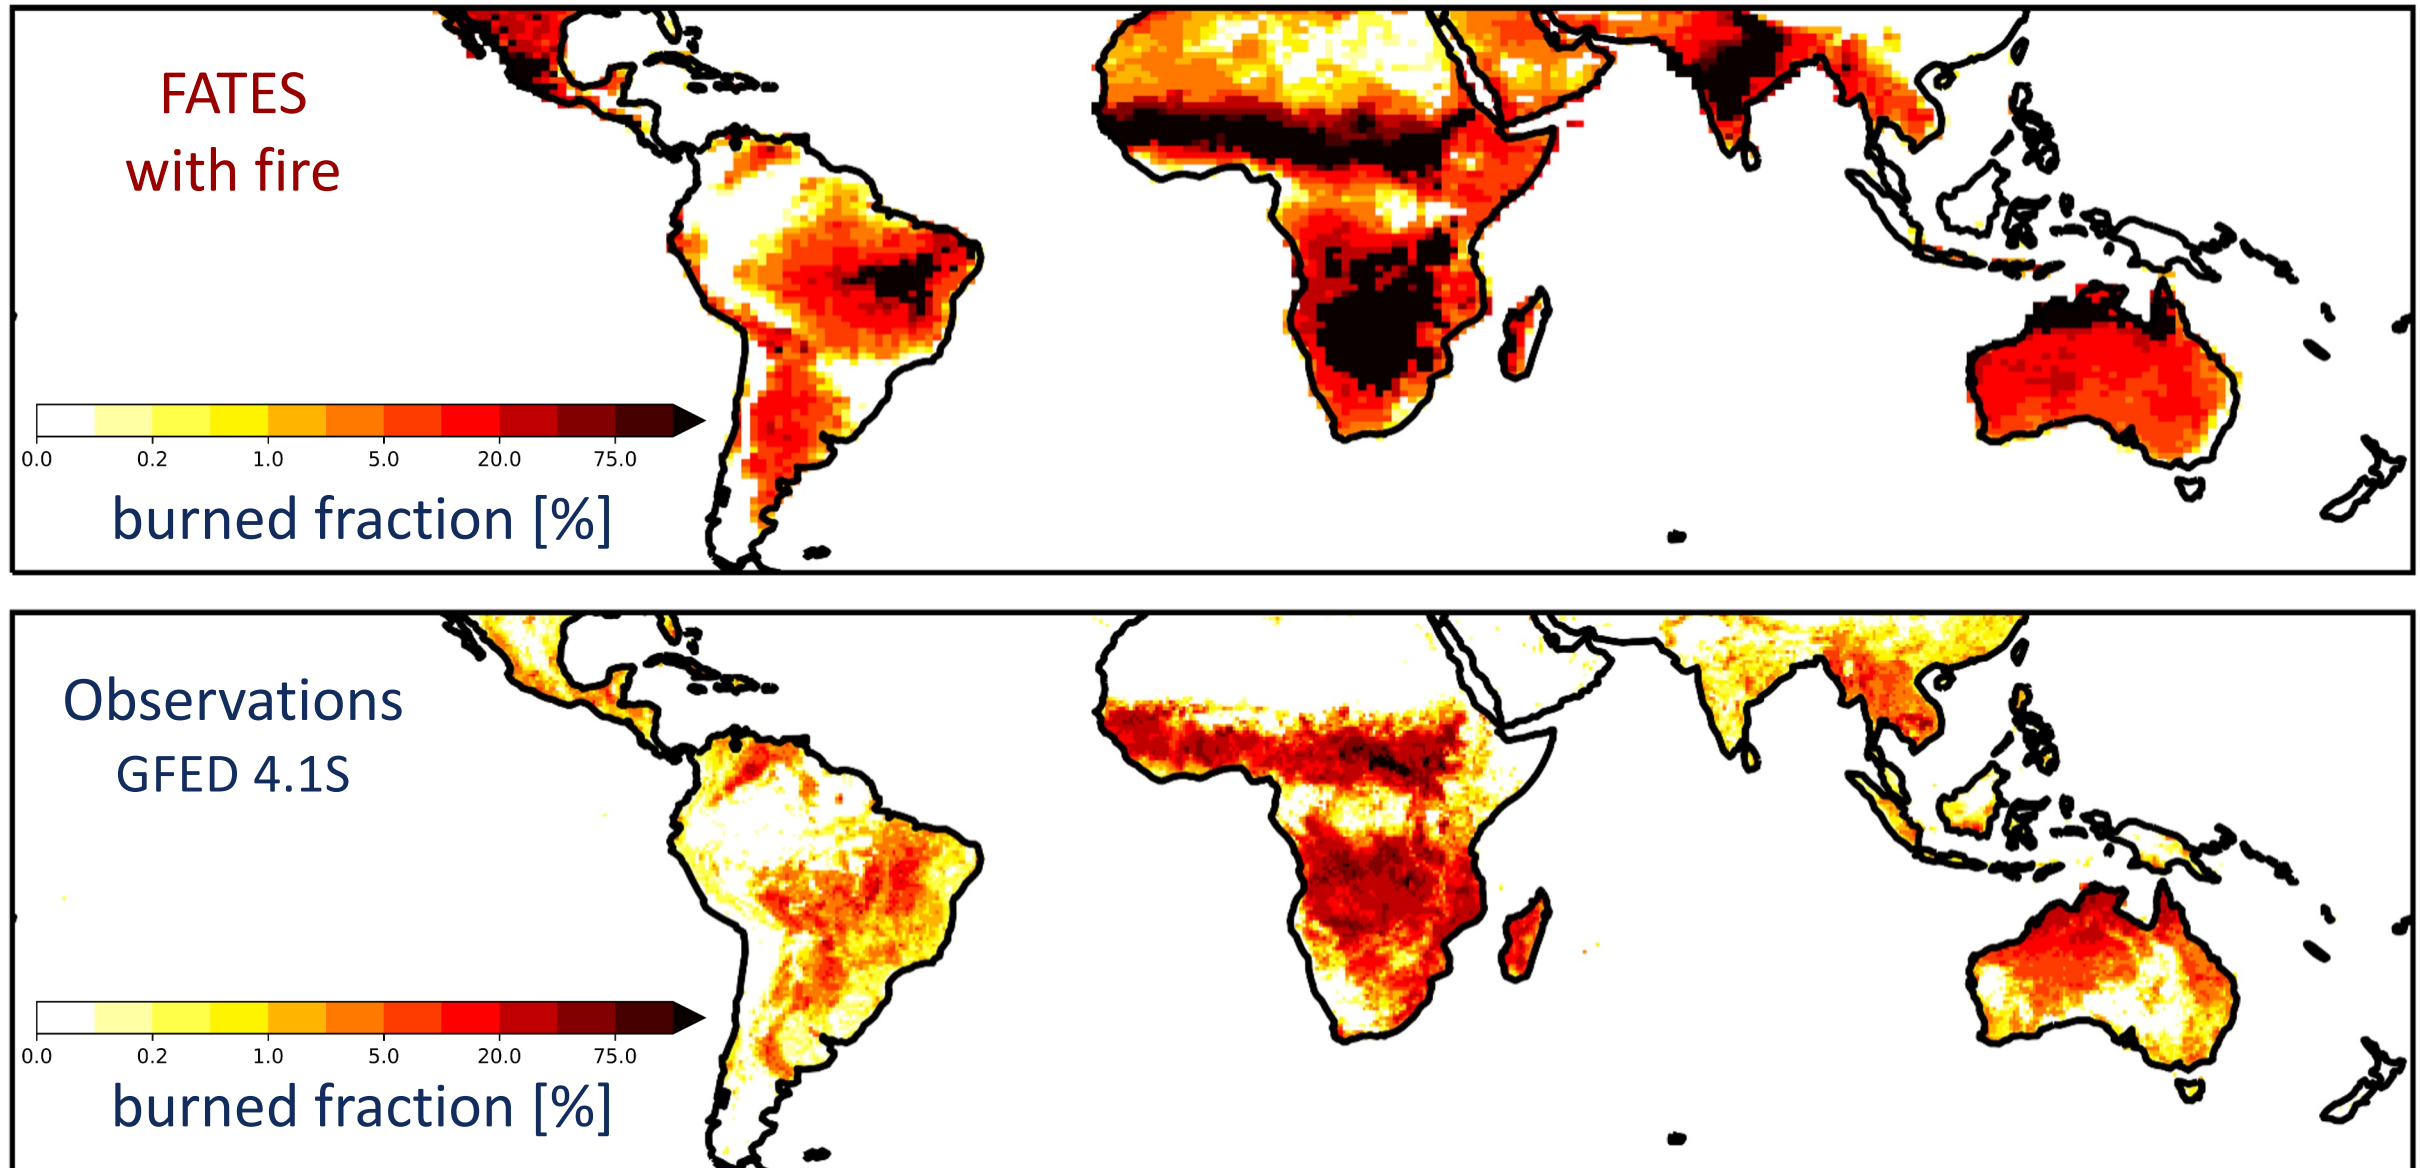 FATES
with fire
0.0 0.2 1.0 5.0 20.0 75.0
burned fraction [%]
Observations
GFED 4.1S
0.0 0.2 1.0 5.0 20.0 75.0
burned fraction [%]